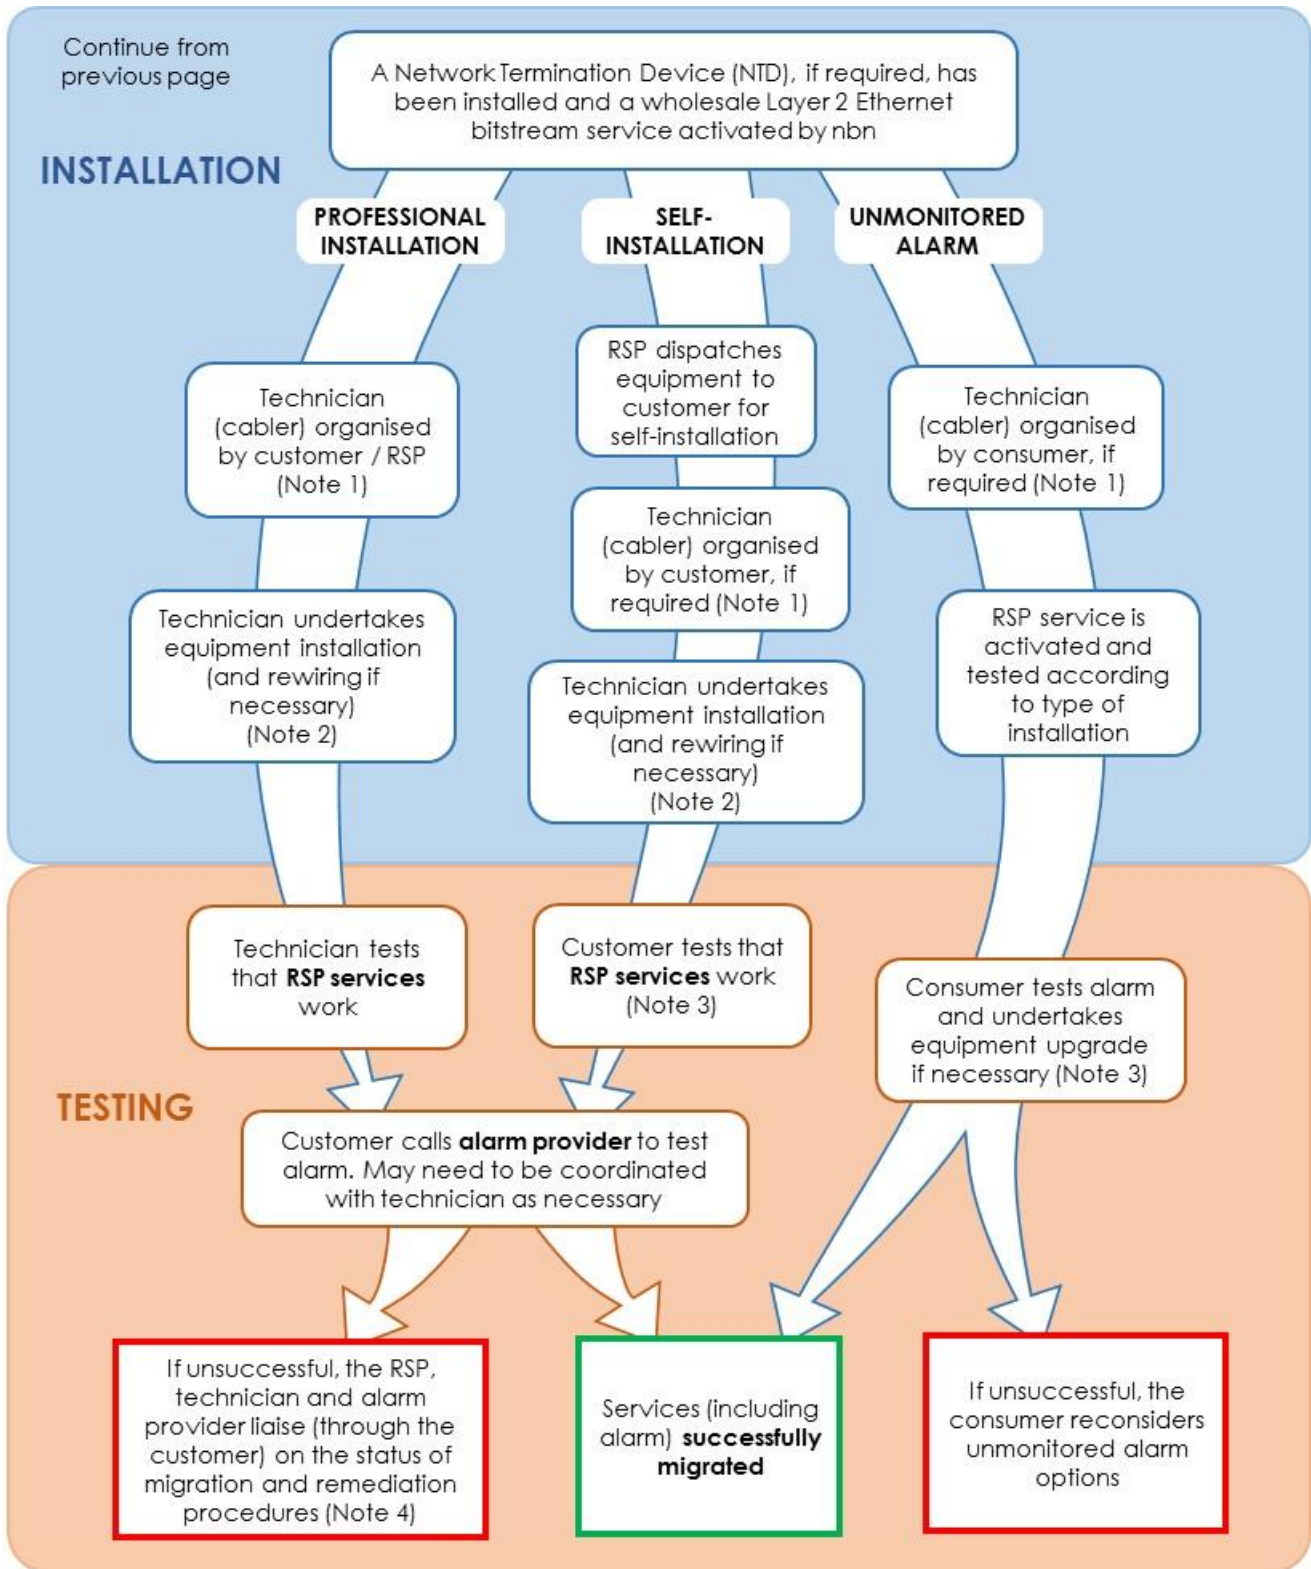 Continue from
previous page
A Network Termination Device (NTD), if required, has
been installed and a wholesale Layer 2 Ethernet
bitstream service activated by nbn
INSTALLATION
PROFESSIONAL
INSTALLATION
SELF-
INSTALLATION
UNMONITORED
ALARM
Technician
(cabler) organised
by customer / RSP
(Note 1)
RSP dispatches
equipment to
customer for
self-installation
Technician
(cabler) organised
by consumer, if
required (Note 1)
Technician
(cabler) organised
by customer, if
required (Note 1)
Technician undertakes
equipment installation
(and rewiring if
necessary)
(Note 2)
Technician undertakes
equipment installation
(and rewiring if
necessary)
(Note 2)
RSP service is
activated and
tested according
to type of
installation
Technician tests
that RSP services
work
Customer tests that
RSP services work
(Note 3)
Consumer tests alarm
and undertakes
equipment upgrade
if necessary (Note 3)
TESTING
Customer calls alarm provider to test
alarm. May need to be coordinated
with technician as necessary
If unsuccessful, the RSP,
technician and alarm
provider liaise (through the
customer) on the status of
migration and remediation
procedures (Note 4)
Services (including
alarm) successfully
migrated
If unsuccessful, the
consumer reconsiders
unmonitored alarm
options